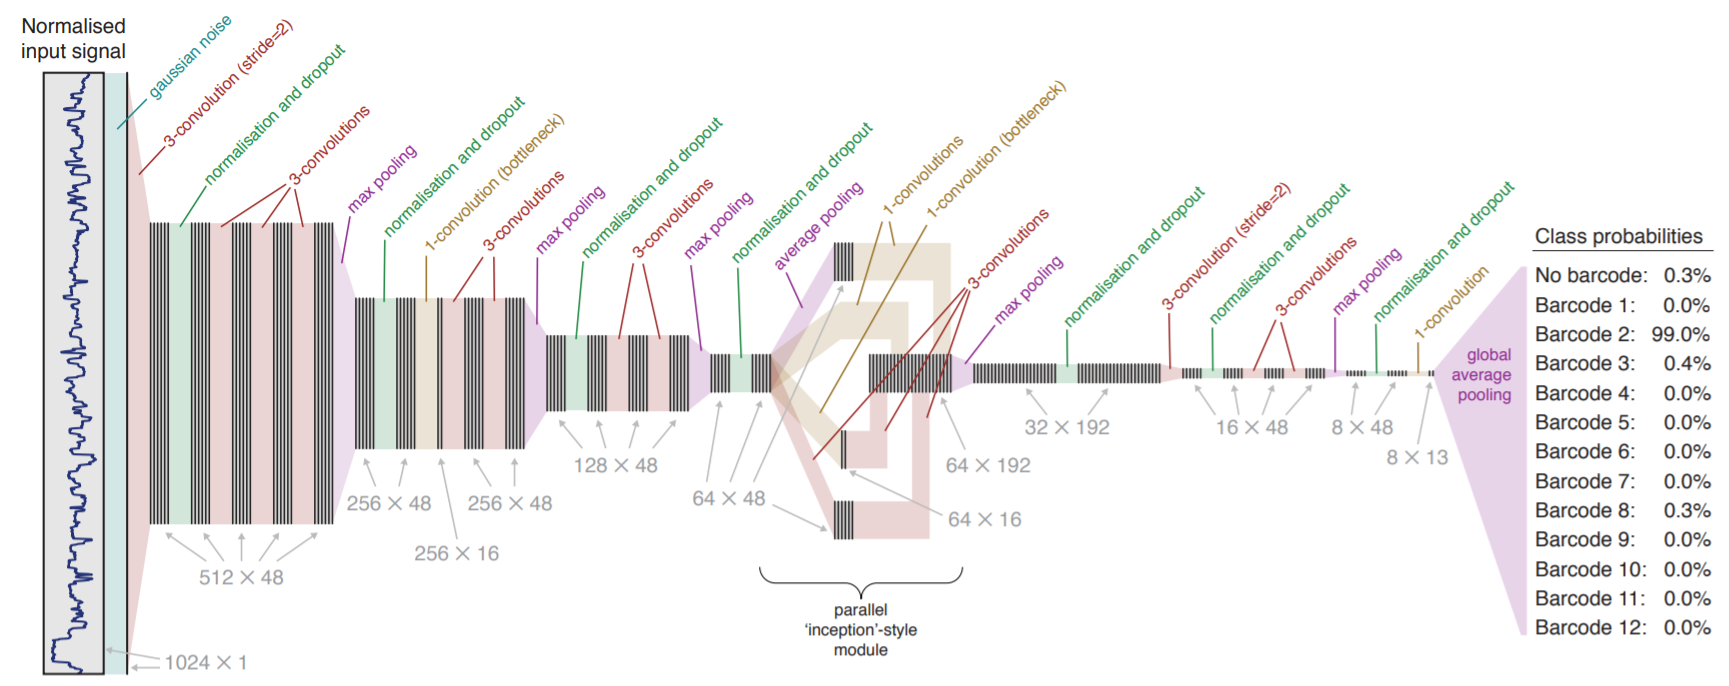 Normalised
input signal
gaussian noise
3-convolution (stride=2)
normalisation and dropout
3-convolutions
max pooling
normalisation and dropout
1-convolution (bottleneck)
3-convolutions
max pooling
normalisation and dropout
3-convolutions
max pooling
normalisation and dropout
average pooling
1-convolutions
1-convolution (bottleneck)
3-convolutions
max pooling
normalisation and dropout
3-convolution (stride=2)
normalisation and dropout
3-convolutions
max pooling
normalisation and dropout
1-convolution
global
average
pooling
1024 × 1
512 × 48
256 × 48
256 × 16
256 × 48
128 × 48
64 × 48
64 × 16
64 × 192
32 × 192
16 × 48
8 × 48
8 × 13
parallel
‘inception’-style
module
Class probabilities
No barcode: 0.3%
Barcode 1: 0.0%
Barcode 2: 99.0%
Barcode 3: 0.4%
Barcode 4: 0.0%
Barcode 5: 0.0%
Barcode 6: 0.0%
Barcode 7: 0.0%
Barcode 8: 0.3%
Barcode 9: 0.0%
Barcode 10: 0.0%
Barcode 11: 0.0%
Barcode 12: 0.0%